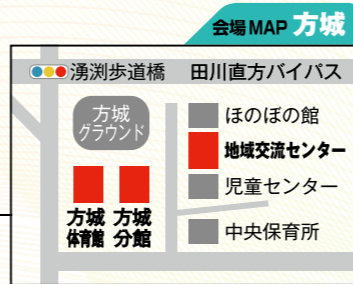 会場MAP 方城
湧渕歩道橋 田川直方バイパス
方城
グラウンド
ほのぼの館
地域交流センター
児童センター
中央保育所
方城
体育館
方城
分館